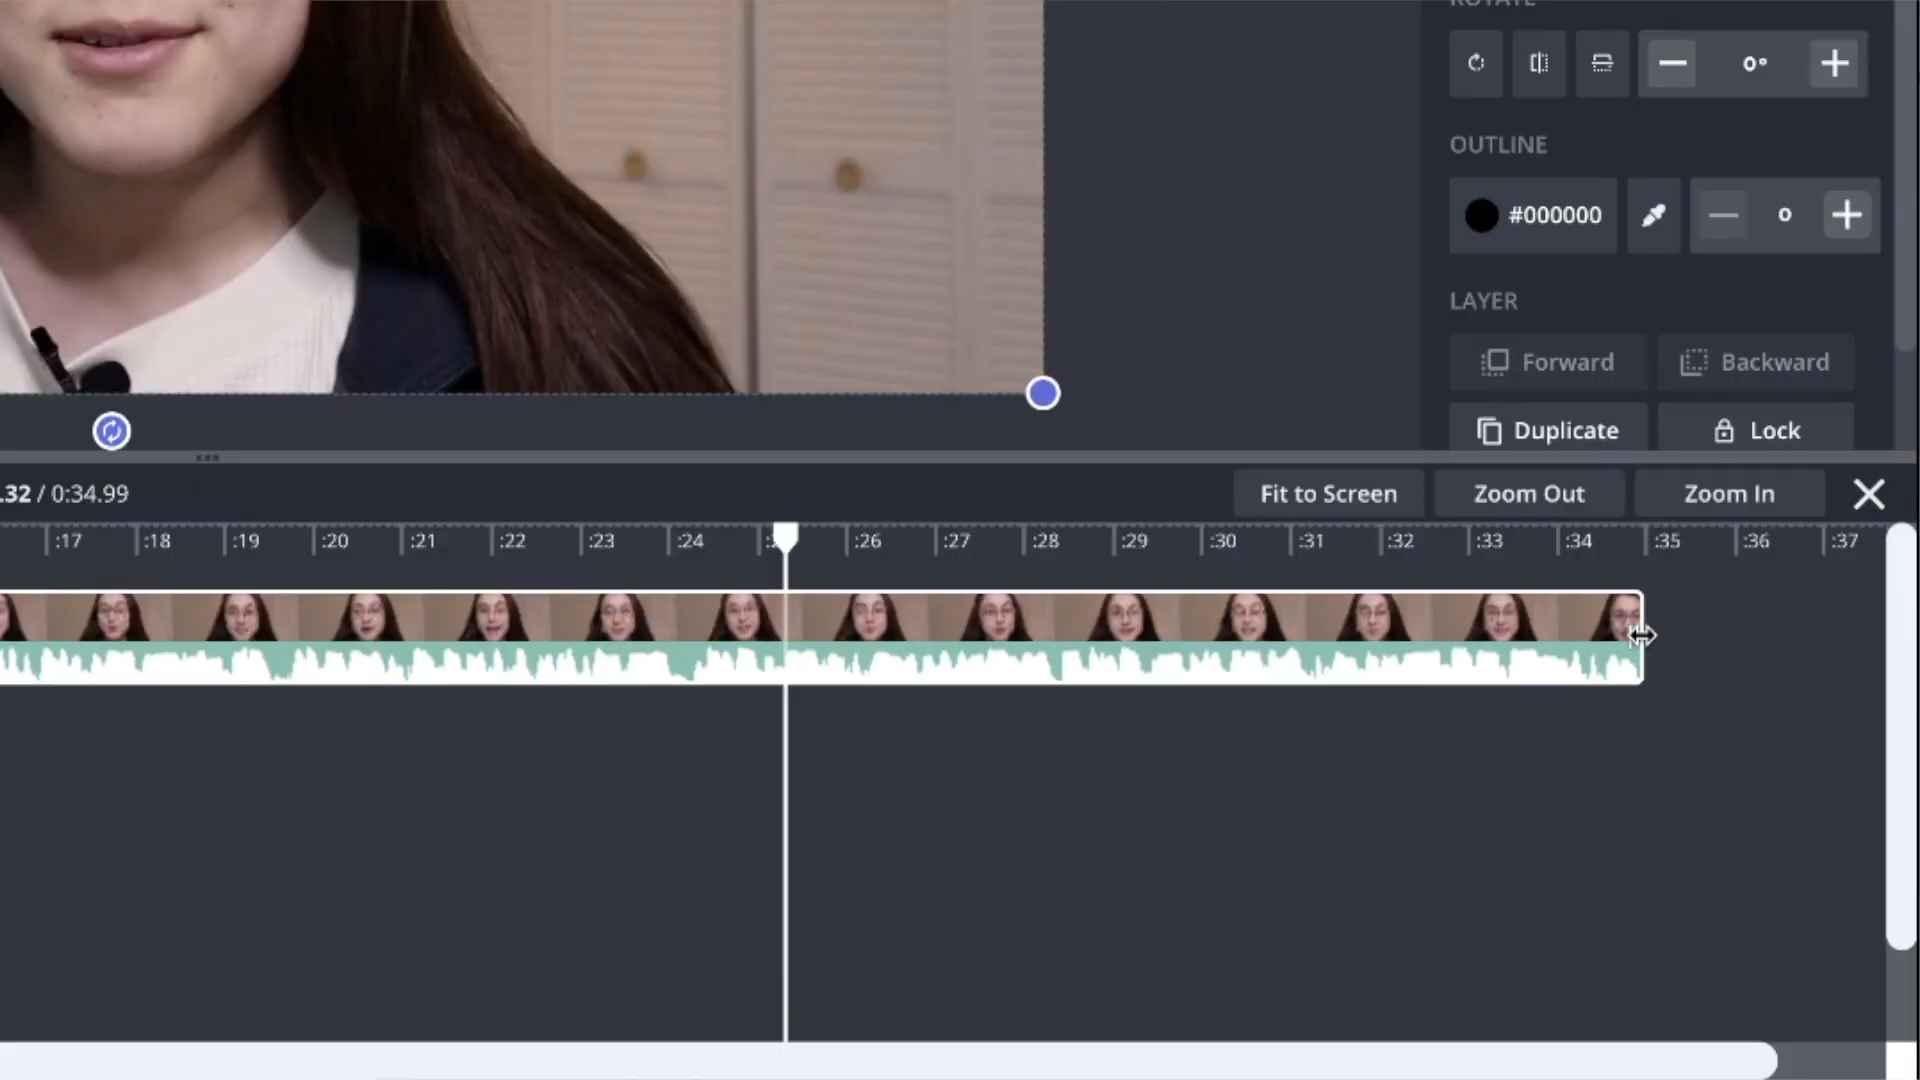 ROTATE
0°
OUTLINE
#000000
0
LAYER
Forward Backward
Duplicate Lock
.32 / 0:34.99 Fit to Screen Zoom Out Zoom In
:17 :18 :19 :20 :21 :22 :23 :24 :26 :27 :28 :29 :30 :31 :32 :33 :34 :35 :36 :37